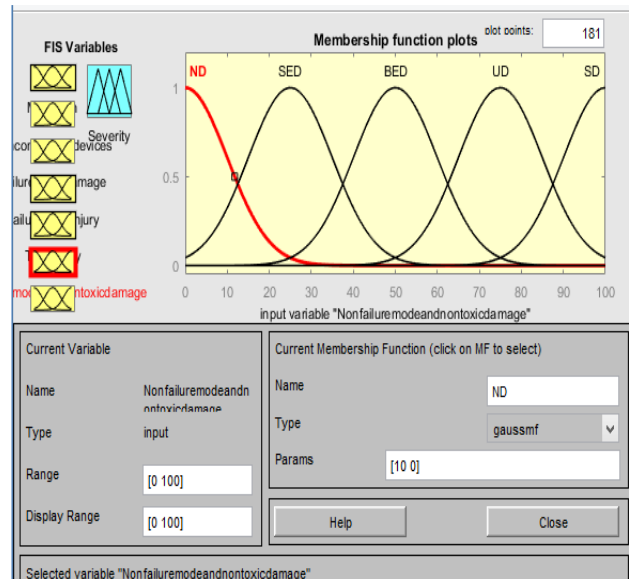 plot points: 181
FIS Variables
Membership function plots
ND SED BED UD SD
Severity
devices
mage
njury
ntoxicdamage
1
0.5
0
0 10 20 30 40 50 60 70 80 90 100
input variable "Nonfailuremodeandnontoxicdamage"
Current Variable
Name Nonfailuremodeandn
ontoxicdamage
Type input
Range [0 100]
Display Range [0 100]
Current Membership Function (click on MF to select)
Name ND
Type gaussmf
Params [10 0]
Help Close
Selected variable "Nonfailuremodeandnontoxicdamage"